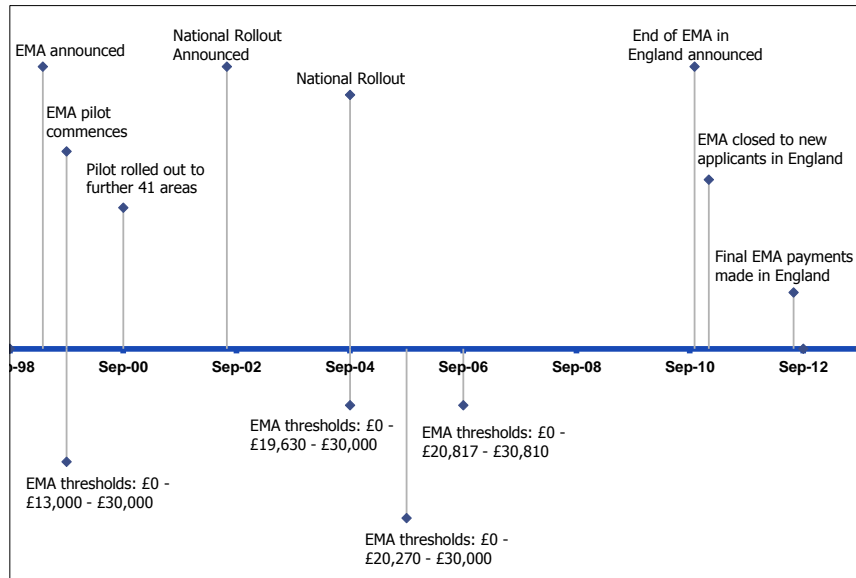 EMA announced
EMA pilot
commences
Pilot rolled out to
further 41 areas
National Rollout
Announced
National Rollout
End of EMA in
England announced
EMA closed to new
applicants in England
Final EMA payments
made in England
p-98
Sep-00
Sep-02
Sep-04
Sep-06
Sep-08
Sep-10
Sep-12
EMA thresholds: £0 -
£13,000 - £30,000
EMA thresholds: £0 -
£19,630 - £30,000
EMA thresholds: £0 -
£20,270 - £30,000
EMA thresholds: £0 -
£20,817 - £30,810